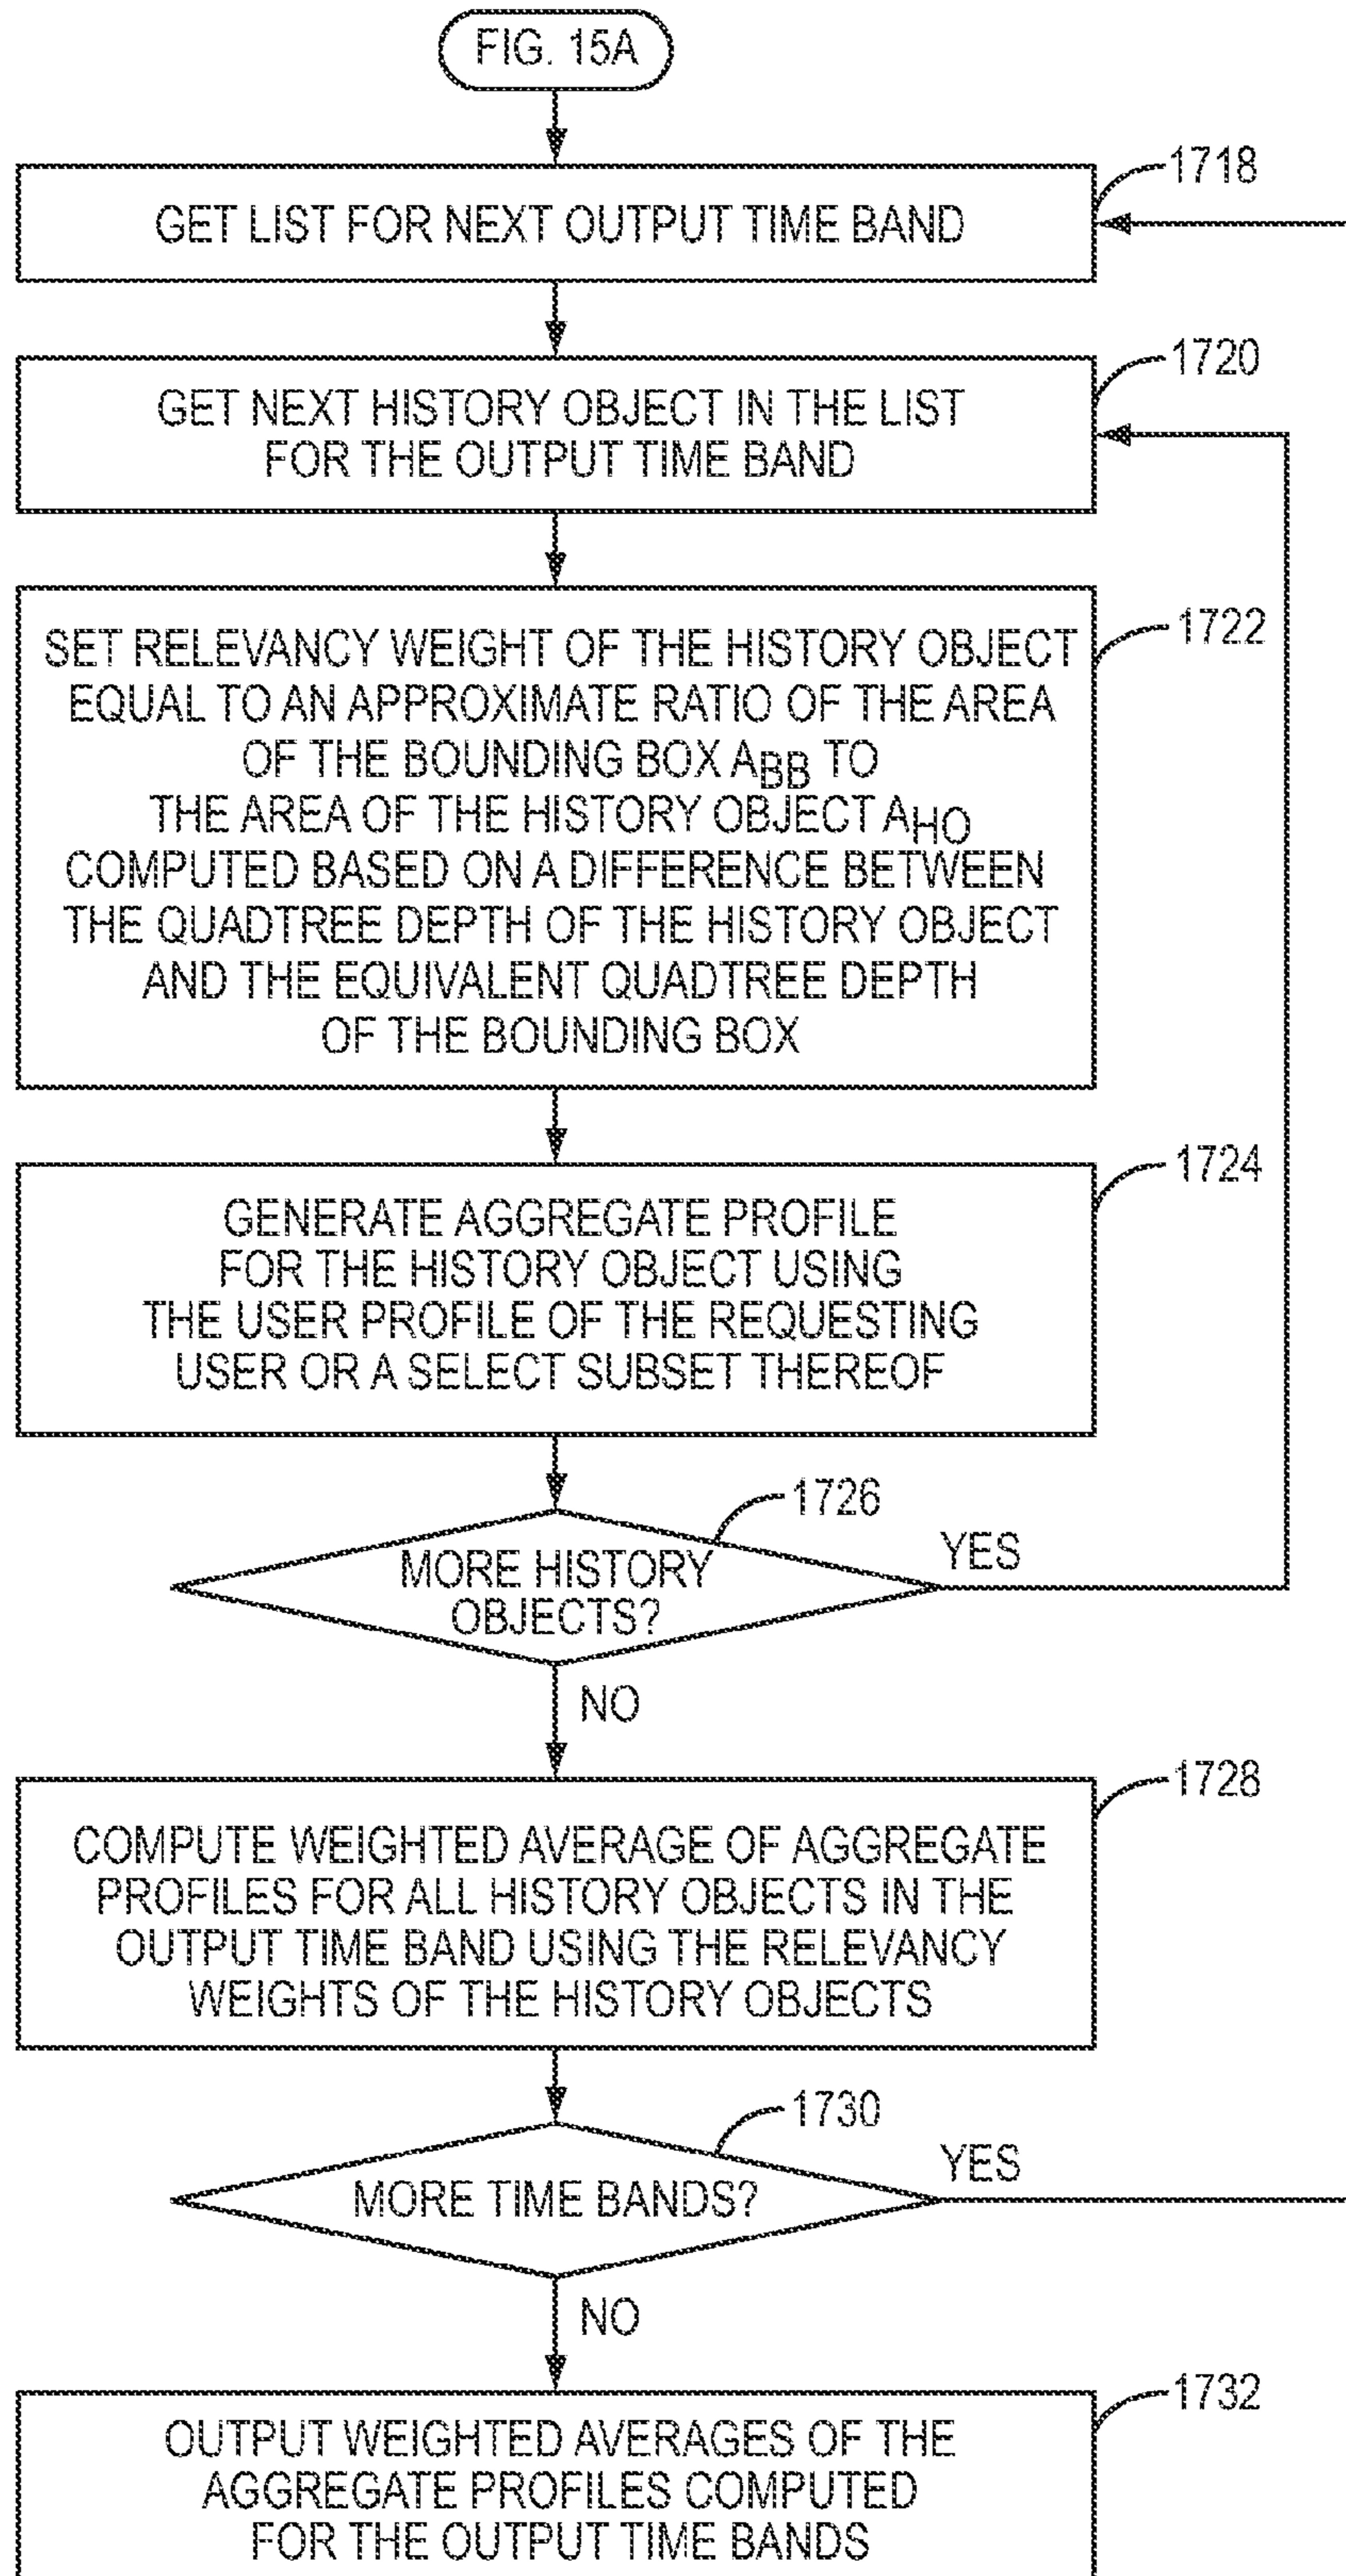 FIG. 15A
1718
GET LIST FOR NEXT OUTPUT TIME BAND
1720
GET NEXT HISTORY OBJECT IN THE LIST
FOR THE OUTPUT TIME BAND
1722
SET RELEVANCY WEIGHT OF THE HISTORY OBJECT
EQUAL TO AN APPROXIMATE RATIO OF THE AREA
OF THE BOUNDING BOX ABB TO
THE AREA OF THE HISTORY OBJECT AHO
COMPUTED BASED ON A DIFFERENCE BETWEEN
THE QUADTREE DEPTH OF THE HISTORY OBJECT
AND THE EQUIVALENT QUADTREE DEPTH
OF THE BOUNDING BOX
1724
GENERATE AGGREGATE PROFILE
FOR THE HISTORY OBJECT USING
THE USER PROFILE OF THE REQUESTING
USER OR A SELECT SUBSET THEREOF
1726
MORE HISTORY
OBJECTS?
YES
NO
1728
COMPUTE WEIGHTED AVERAGE OF AGGREGATE
PROFILES FOR ALL HISTORY OBJECTS IN THE
OUTPUT TIME BAND USING THE RELEVANCY
WEIGHTS OF THE HISTORY OBJECTS
1730
MORE TIME BANDS?
YES
NO
1732
OUTPUT WEIGHTED AVERAGES OF THE
AGGREGATE PROFILES COMPUTED
FOR THE OUTPUT TIME BANDS